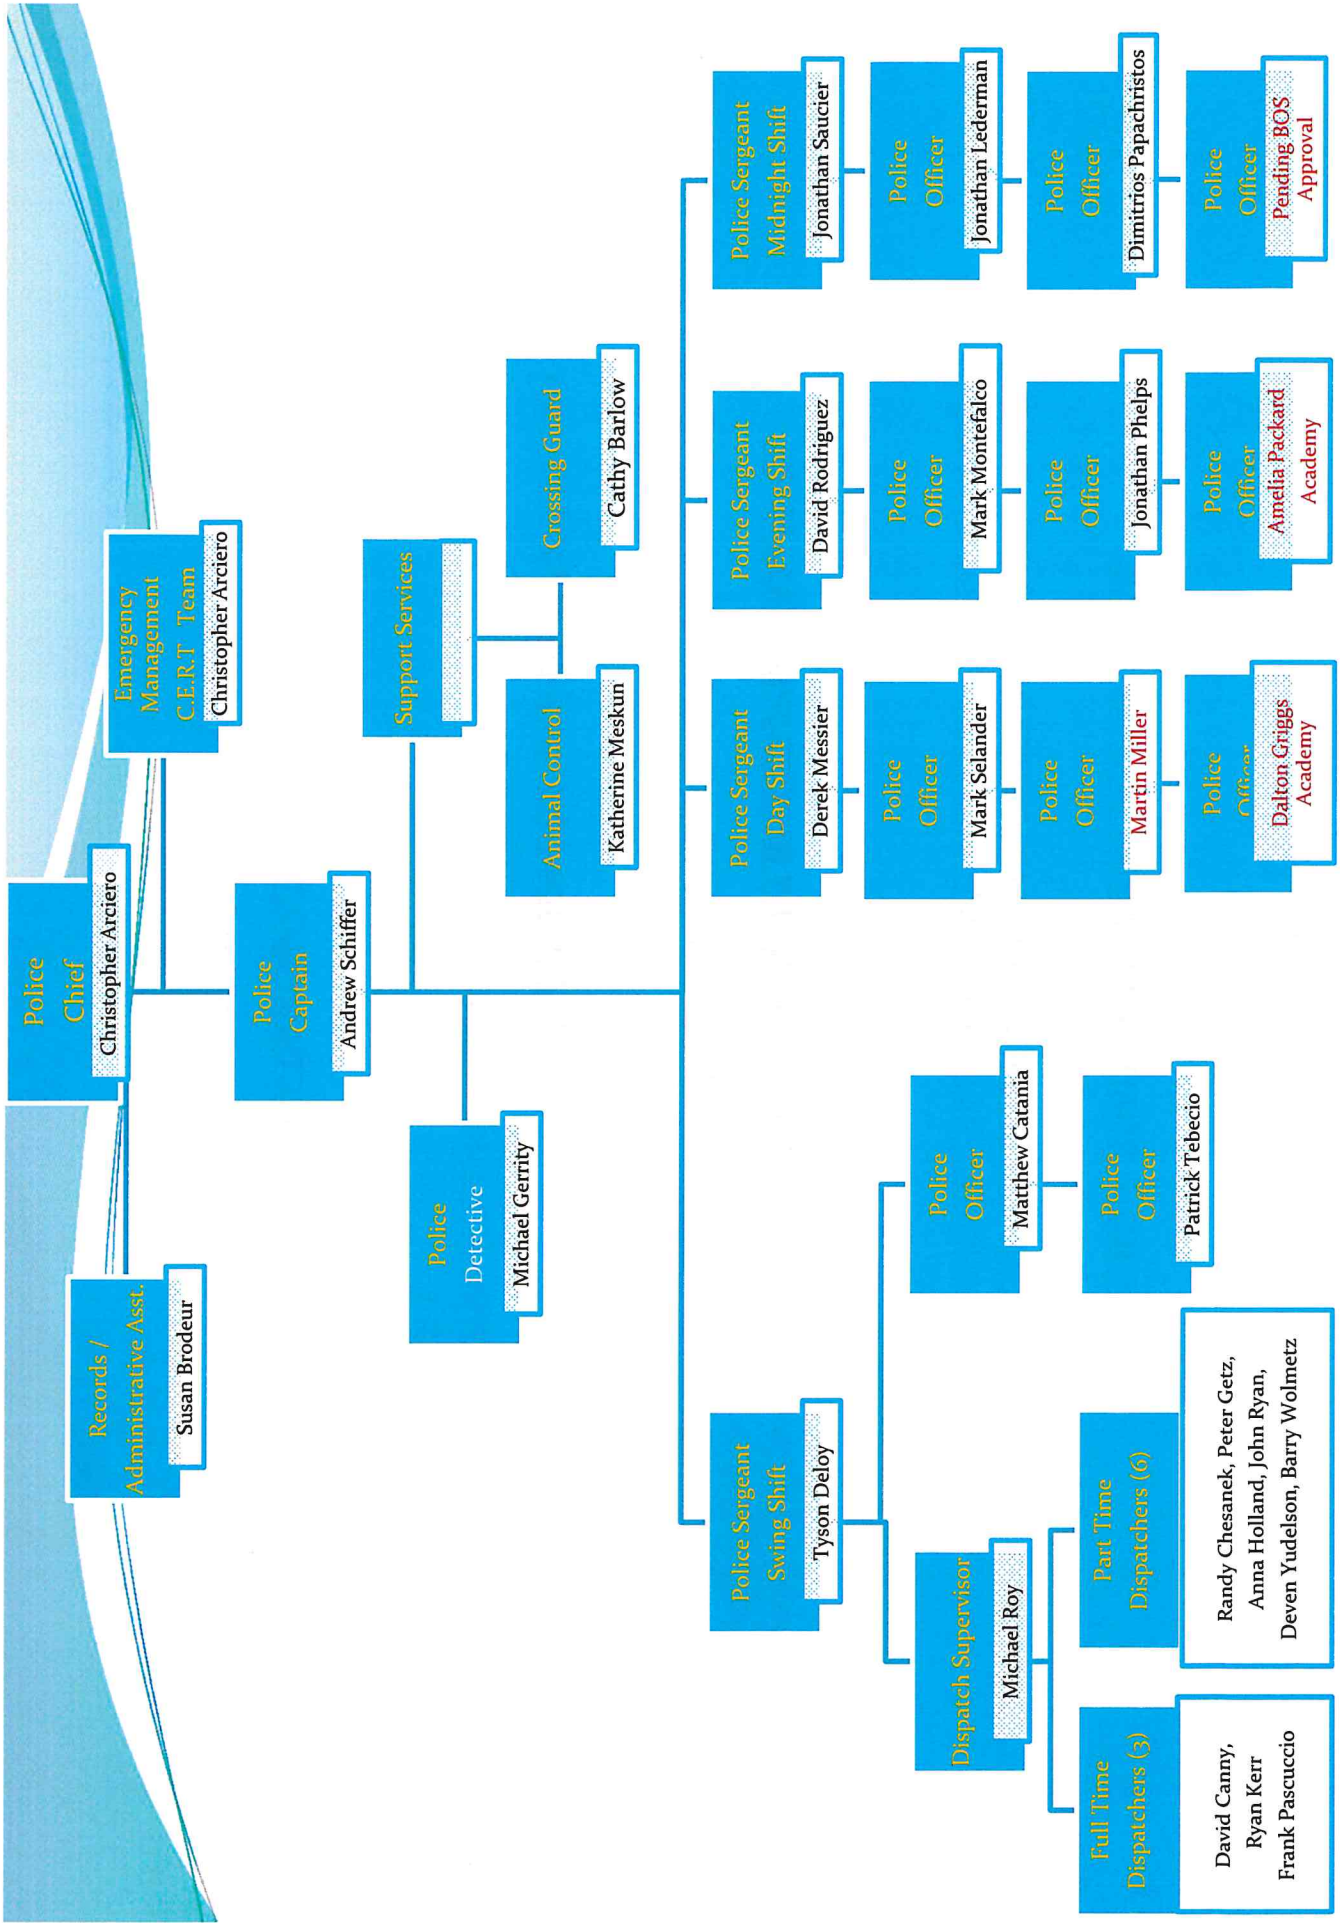 Police
Chief
Christopher Arciero
Emergency
Management
C.E.R.T Team
Christopher Arciero
Records /
Administrative Asst.
Susan Brodeur
Police
Captain
Andrew Schiffer
Support Services
Police
Detective
Michael Gerrity
Animal Control
Katherine Meskun
Crossing Guard
Cathy Barlow
Police Sergeant
Swing Shift
Tyson Deloy
Police Sergeant
Day Shift
Derek Messier
Police Sergeant
Evening Shift
David Rodriguez
Police Sergeant
Midnight Shift
Jonathan Saucier
Dispatch Supervisor
Michael Roy
Police
Officer
Matthew Catania
Police
Officer
Mark Selander
Police
Officer
Mark Montefalco
Police
Officer
Jonathan Lederman
Police
Officer
Martin Miller
Police
Officer
Jonathan Phelps
Police
Officer
Dimitrios Papachristos
Full Time
Dispatchers (3)
David Canny,
Ryan Kerr
Frank Pascuccio
Part Time
Dispatchers (6)
Randy Chesanek, Peter Getz,
Anna Holland, John Ryan,
Deven Yudelson, Barry Wolmetz
Police
Officer
Patrick Tebecio
Police
Officer
Dalton Griggs
Academy
Police
Officer
Amelia Packard
Academy
Police
Officer
Pending BOS
Approval